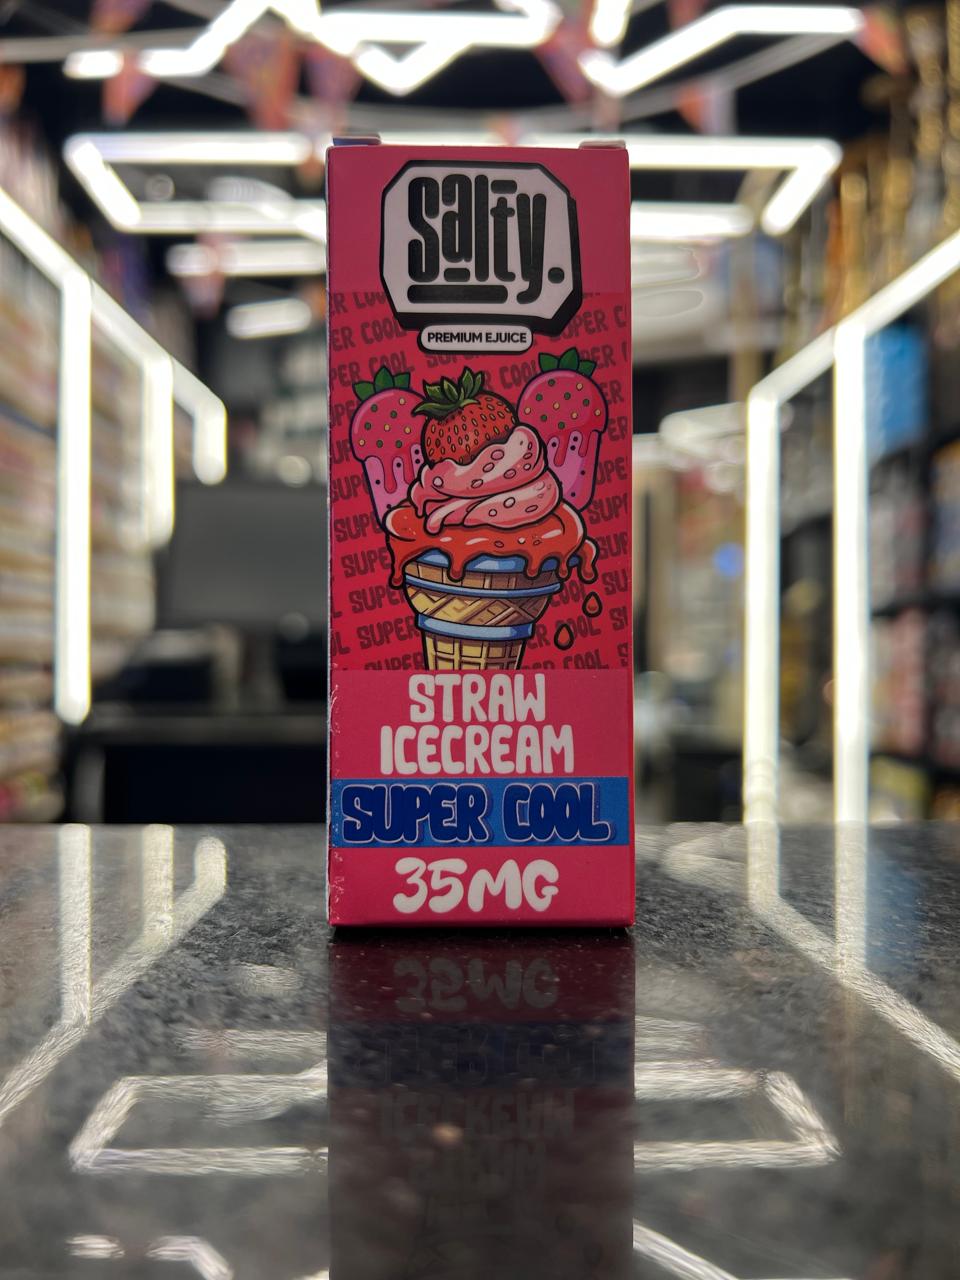 Salty.
PREMIUM EJUICE
STRAW
ICECREAM
SUPER COOL
35MG